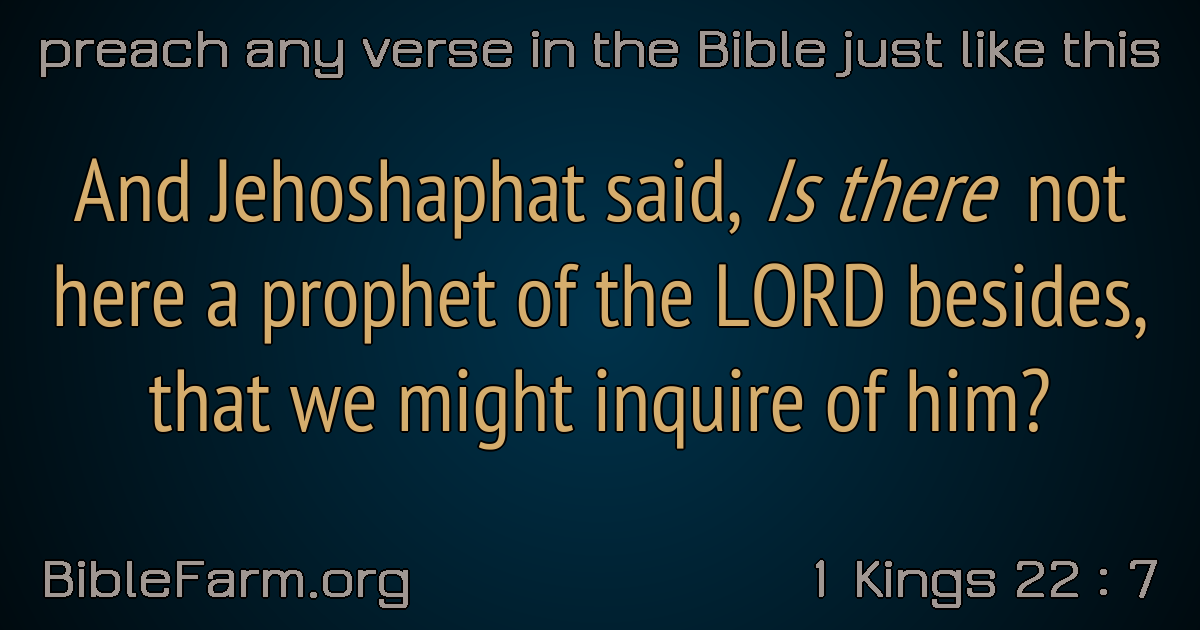 preach any verse in the Bible just like this
And Jehoshaphat said, Is there not
here a prophet of the LORD besides,
that we might inquire of him?
BibleFarm.org
1 Kings 22 : 7